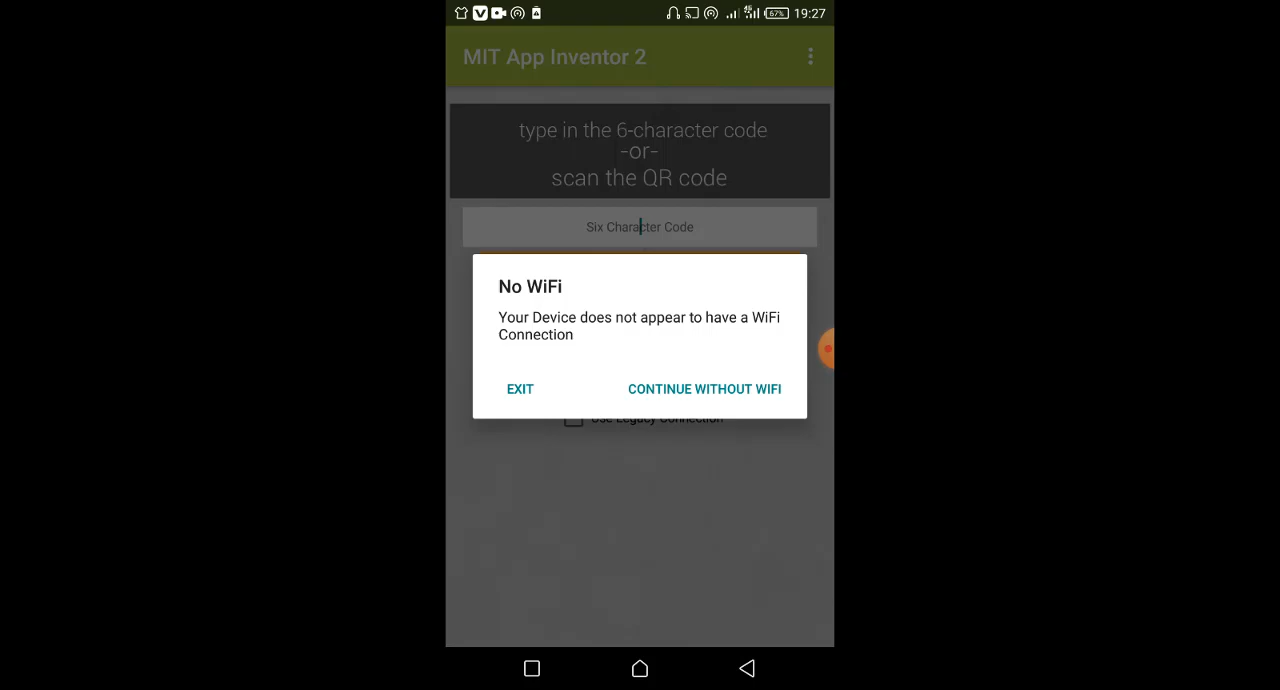 4G 67% 19:27
MIT App Inventor 2
type in the 6-character code
-or-
scan the QR code
Six Character Code
No WiFi
Your Device does not appear to have a WiFi
Connection
EXIT CONTINUE WITHOUT WIFI
Use Legacy Connection